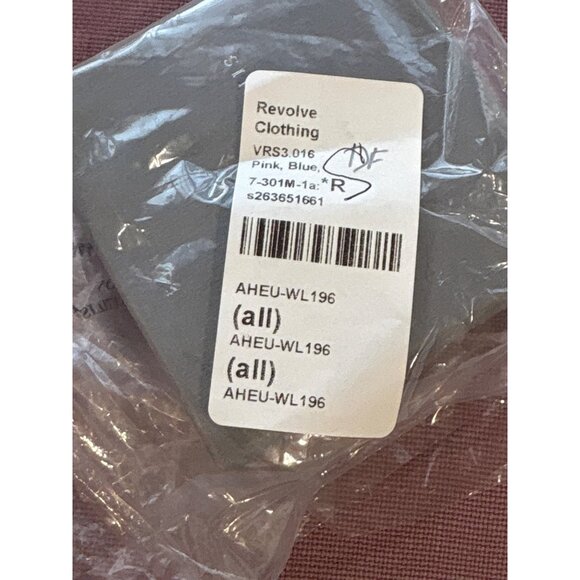 Revolve
Clothing
VRS3.016
Pink, Blue,
7-301M-1a:*R
s263651661
AHEU-WL196
(all)
AHEU-WL196
(all)
AHEU-WL196